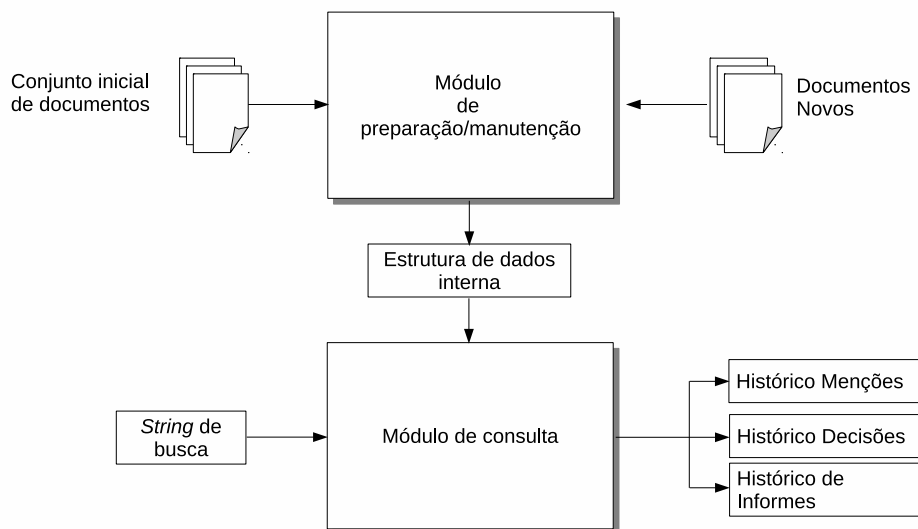 Conjunto inicial
de documentos
Módulo
de
preparação/manutenção
Documentos
Novos
Estrutura de dados
interna
String de
busca
Módulo de consulta
Histórico Menções
Histórico Decisões
Histórico de
Informes